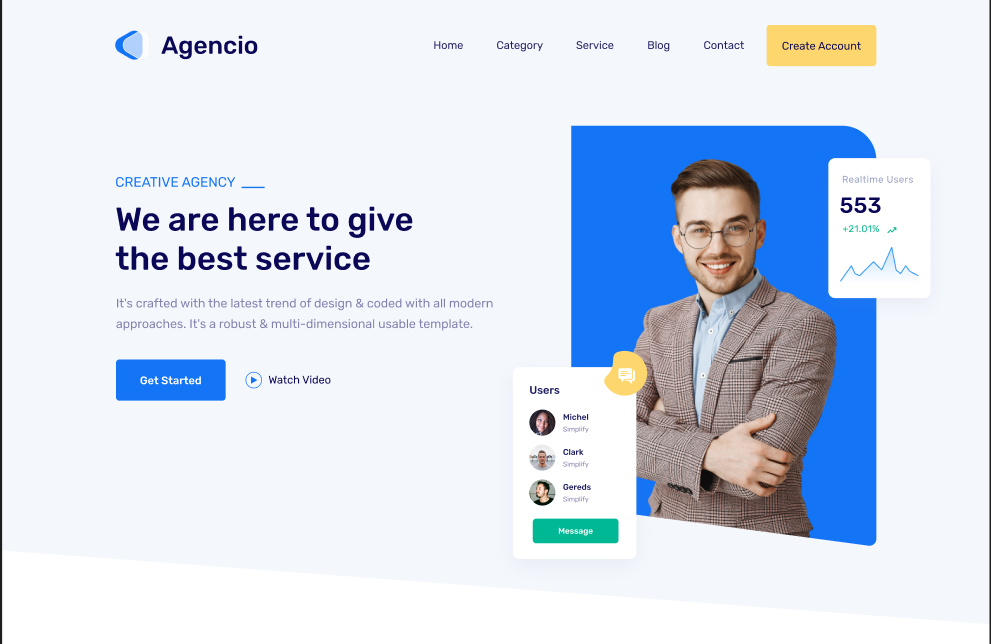 Agencio
Home
Category
Service
Blog
Contact
Create Account
CREATIVE AGENCY
We are here to give
the best service
It's crafted with the latest trend of design & coded with all modern
approaches. It's a robust & multi-dimensional usable template.
Get Started
Watch Video
Realtime Users
553
+21.01%
Users
Michel
Simplify
Clark
Simplify
Gereds
Simplify
Message